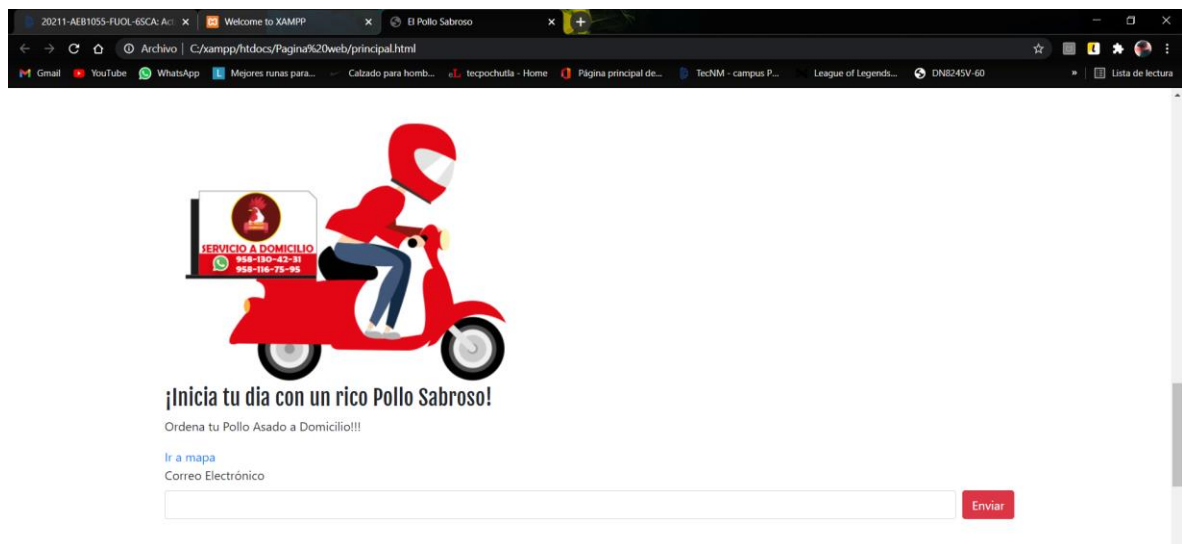 20211-AEB1055-FUOL-6SCA: Act
Welcome to XAMPP
El Pollo Sabroso
Archivo | C:/xampp/htdocs/Pagina%20web/principal.html
Gmail
YouTube
WhatsApp
Mejores runas para...
Calzado para homb...
tecpochutla - Home
Página principal de...
TecNM - campus P...
League of Legends...
DN8245V-60
»
Lista de lectura
SERVICIO A DOMICILIO
958-130-42-31
958-116-75-95
¡Inicia tu dia con un rico Pollo Sabroso!
Ordena tu Pollo Asado a Domicilio!!!
Ir a mapa
Correo Electrónico
Enviar